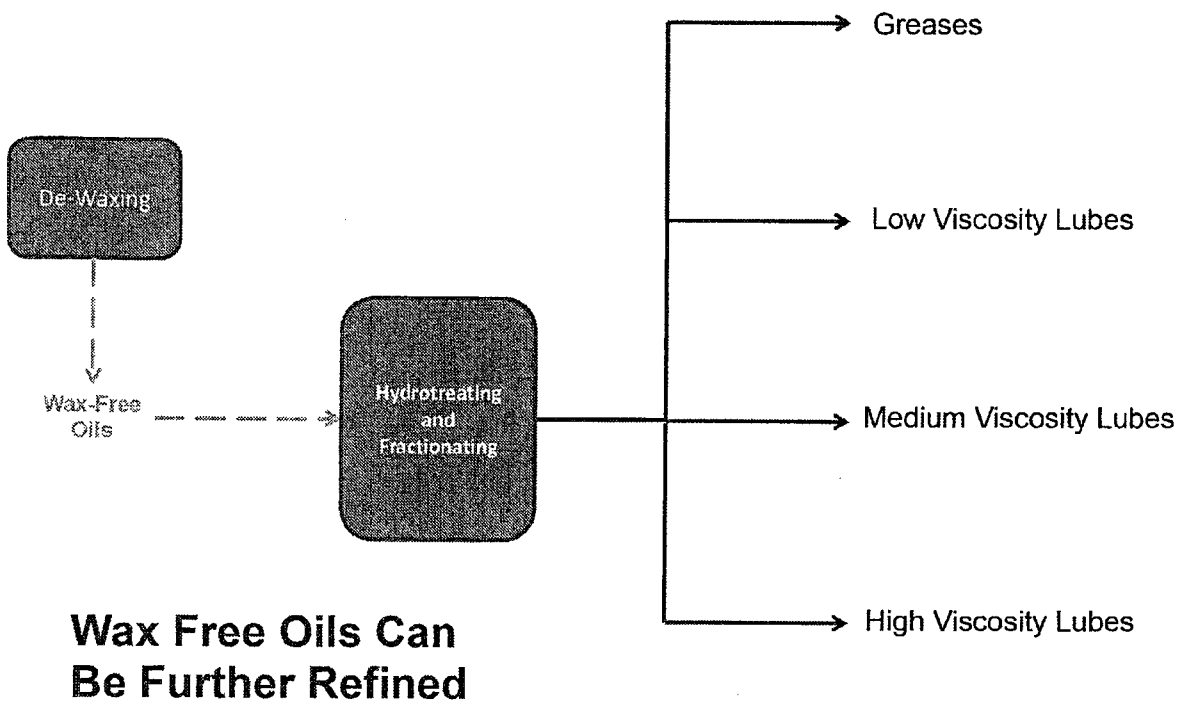 Greases
De-Waxing
Low Viscosity Lubes
Wax-Free
Oils
Hydrotreating
and
Fractionating
Medium Viscosity Lubes
High Viscosity Lubes
Wax Free Oils Can
Be Further Refined